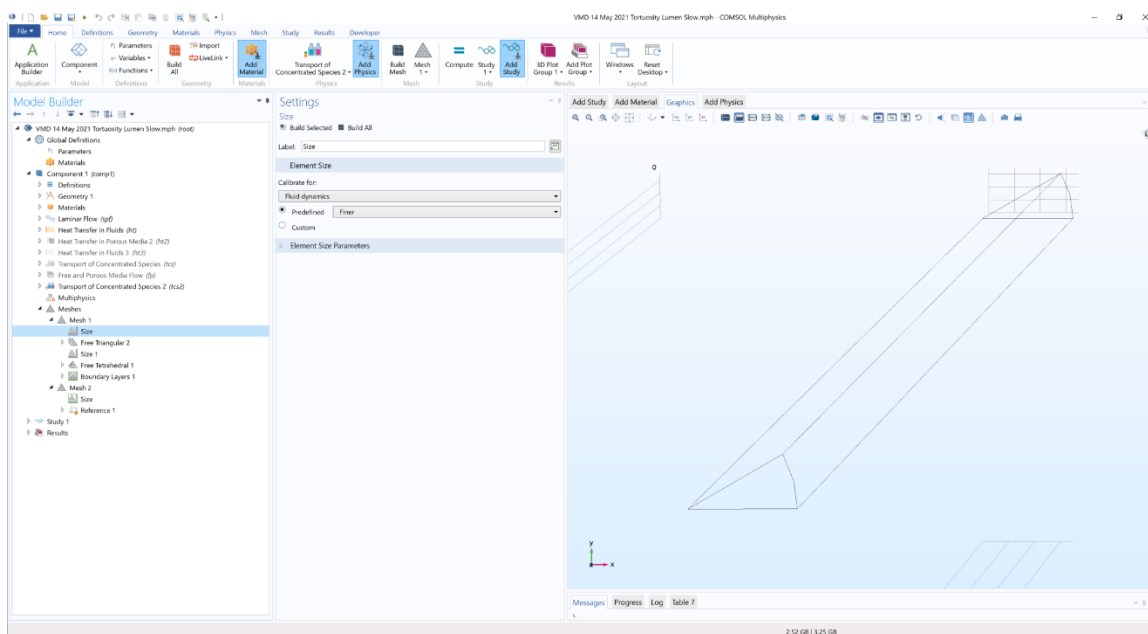 VMD 14 May 2021 Tortuosity Lumen Slow.mph - COMSOL Multiphysics
File Home Definitions Geometry Materials Physics Mesh Study Results Developer
Application Builder
Component
Pi Parameters
a= Variables
f(x) Functions
Build All
Import
LiveLink
Add Material
Transport of Concentrated Species 2
Add Physics
Build Mesh
Mesh 1
Compute
Study 1
Add Study
3D Plot Group 1
Add Plot Group
Windows
Reset Desktop
Application Model Definitions Geometry Materials Physics Mesh Study Results Layout
Model Builder
VMD 14 May 2021 Tortuosity Lumen Slow.mph (root)
Global Definitions
Pi Parameters
Materials
Component 1 (comp1)
Definitions
Geometry 1
Materials
Laminar Flow (spf)
Heat Transfer in Fluids (ht)
Heat Transfer in Porous Media 2 (ht2)
Heat Transfer in Fluids 3 (ht3)
Transport of Concentrated Species (tcs)
Free and Porous Media Flow (fp)
Transport of Concentrated Species 2 (tcs2)
Multiphysics
Meshes
Mesh 1
Size
Free Triangular 2
Size 1
Free Tetrahedral 1
Boundary Layers 1
Mesh 2
Size
Reference 1
Study 1
Results
Settings
Size
Build Selected Build All
Label: Size
Element Size
Calibrate for:
Fluid dynamics
Predefined Finer
Custom
Element Size Parameters
Add Study Add Material Graphics Add Physics
0
y
x
Messages Progress Log Table 7
2.52 GB | 3.25 GB